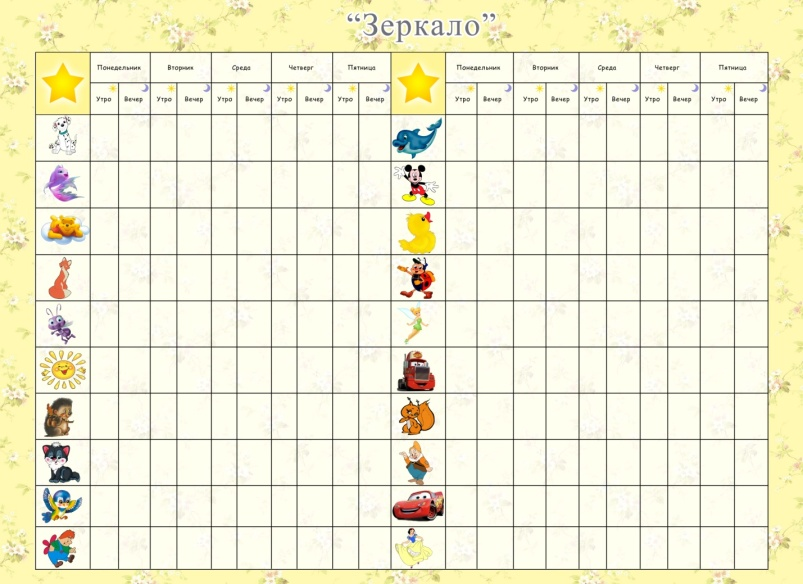 “Зеркало”
Понедельник Вторник Среда Четверг Пятница Понедельник Вторник Среда Четверг Пятница
Утро Вечер Утро Вечер Утро Вечер Утро Вечер Утро Вечер Утро Вечер Утро Вечер Утро Вечер Утро Вечер Утро Вечер